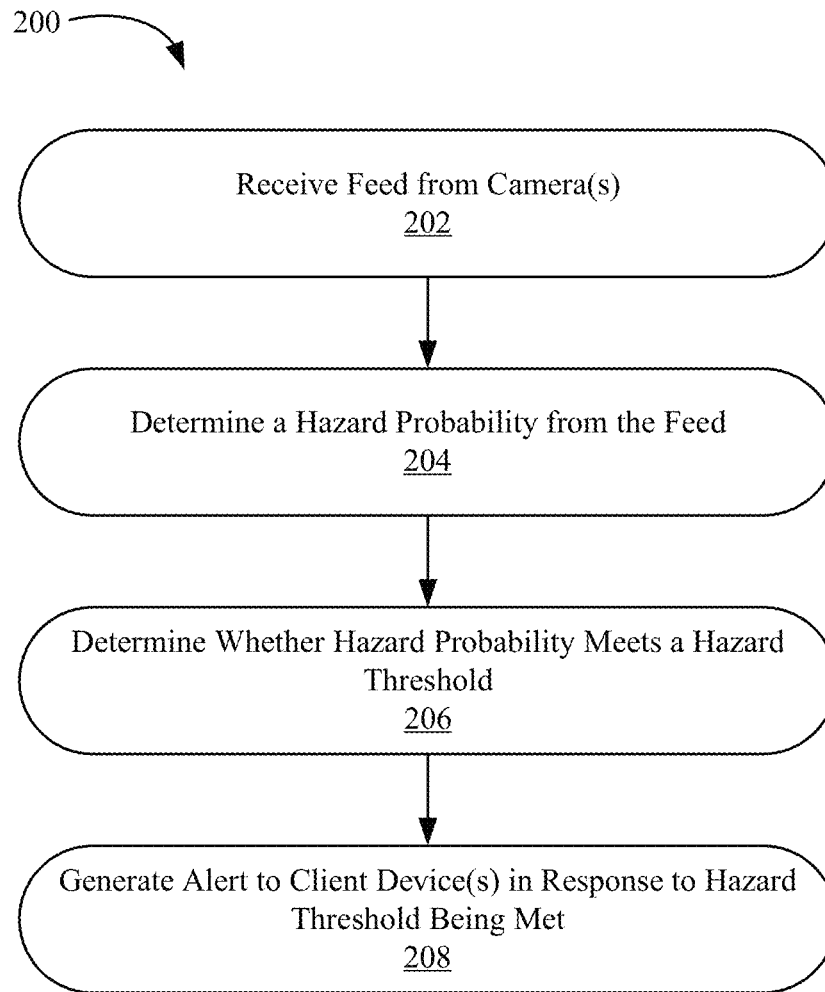 200
Receive Feed from Camera(s)
202
Determine a Hazard Probability from the Feed
204
Determine Whether Hazard Probability Meets a Hazard
Threshold
206
Generate Alert to Client Device(s) in Response to Hazard
Threshold Being Met
208